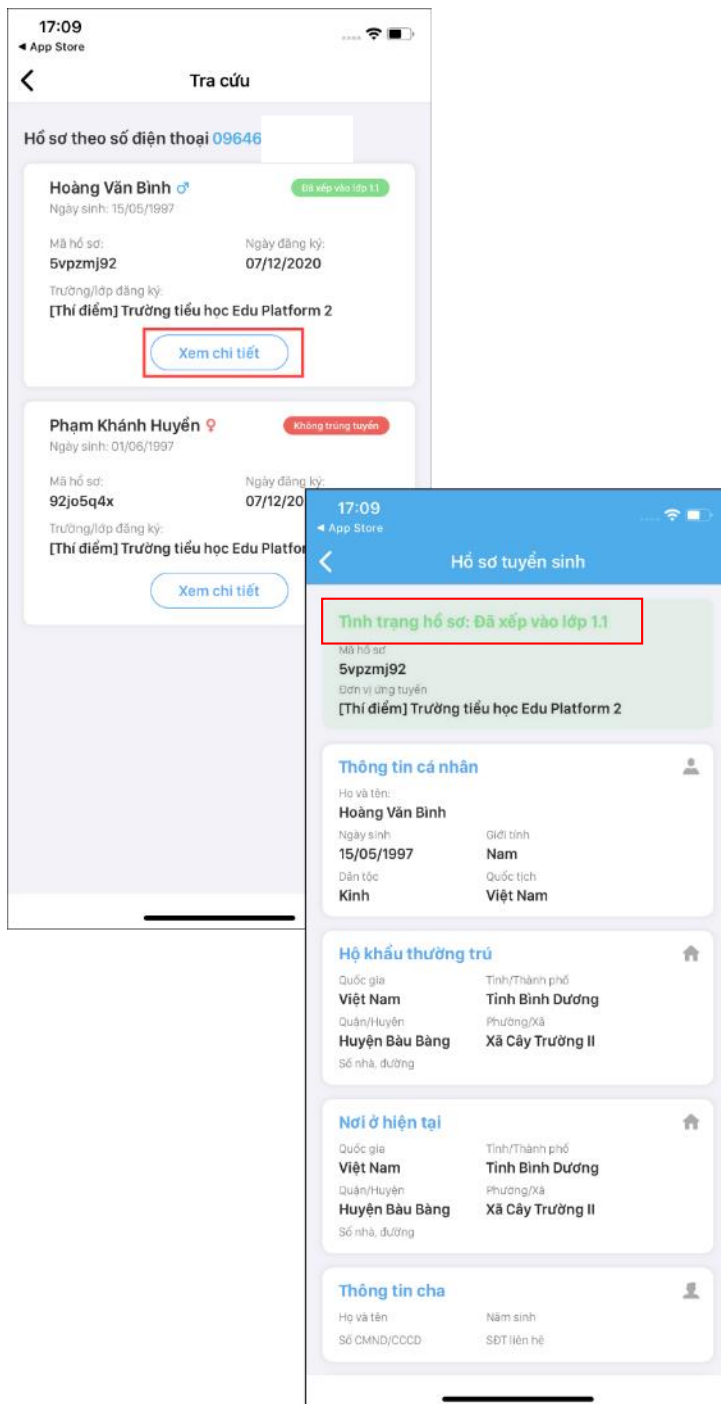 17:09
App Store
Tra cứu
Hồ sơ theo số điện thoại 09646
Hoàng Văn Bình
Đã xếp vào lớp 1.1
Ngày sinh: 15/05/1997
Mã hồ sơ:
Ngày đăng ký:
5vpzmj92
07/12/2020
Trường/lớp đăng ký:
[Thí điểm] Trường tiểu học Edu Platform 2
Xem chi tiết
Phạm Khánh Huyền
Không trúng tuyển
Ngày sinh: 01/06/1997
Mã hồ sơ:
Ngày đăng ký:
92jo5q4x
07/12/20
Trường/lớp đăng ký:
[Thí điểm] Trường tiểu học Edu Platfor
Xem chi tiết
17:09
App Store
Hồ sơ tuyển sinh
Tình trạng hồ sơ: Đã xếp vào lớp 1.1
Mã hồ sơ
5vpzmj92
Đơn vị ứng tuyển
[Thí điểm] Trường tiểu học Edu Platform 2
Thông tin cá nhân
Họ và tên:
Hoàng Văn Bình
Ngày sinh
Giới tính
15/05/1997
Nam
Dân tộc
Quốc tịch
Kinh
Việt Nam
Hộ khẩu thường trú
Quốc gia
Tỉnh/Thành phố
Việt Nam
Tỉnh Bình Dương
Quận/Huyện
Phường/Xã
Huyện Bàu Bàng
Xã Cây Trường II
Số nhà, đường
Nơi ở hiện tại
Quốc gia
Tỉnh/Thành phố
Việt Nam
Tỉnh Bình Dương
Quận/Huyện
Phường/Xã
Huyện Bàu Bàng
Xã Cây Trường II
Số nhà, đường
Thông tin cha
Họ và tên
Năm sinh
Số CMND/CCCD
SĐT liên hệ